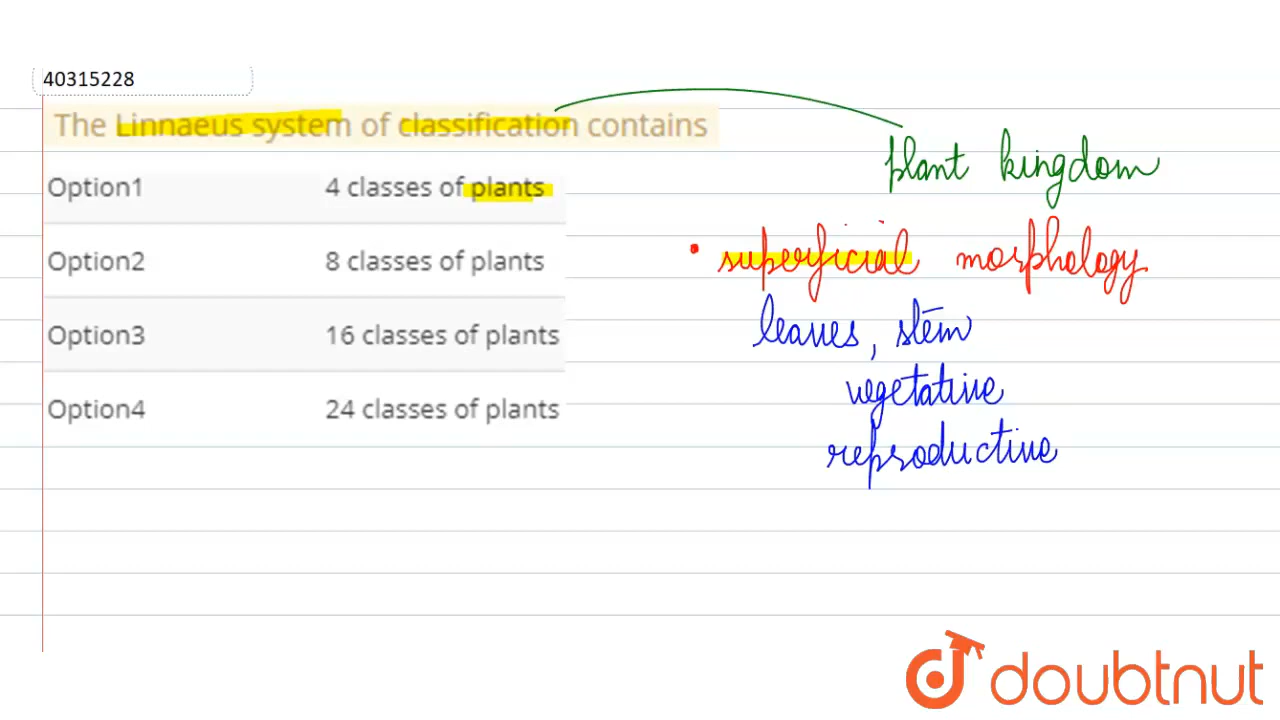 40315228
The Linnaeus system of classification contains
Option1 4 classes of plants
Option2 8 classes of plants
Option3 16 classes of plants
Option4 24 classes of plants
plant kingdom
• superficial morphology
leaves, stem
vegetative
reproductive
doubtnut